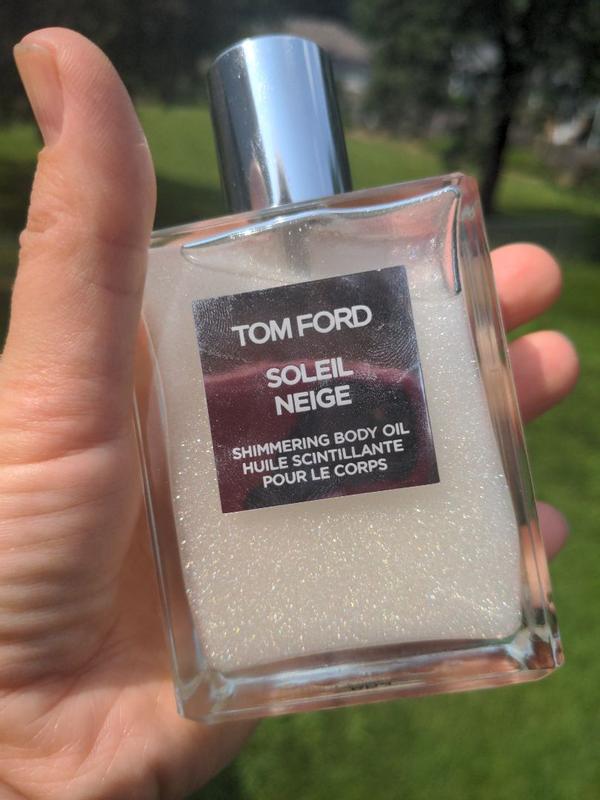 TOM FORD
SOLEIL
NEIGE
SHIMMERING BODY OIL
HUILE SCINTILLANTE
POUR LE CORPS